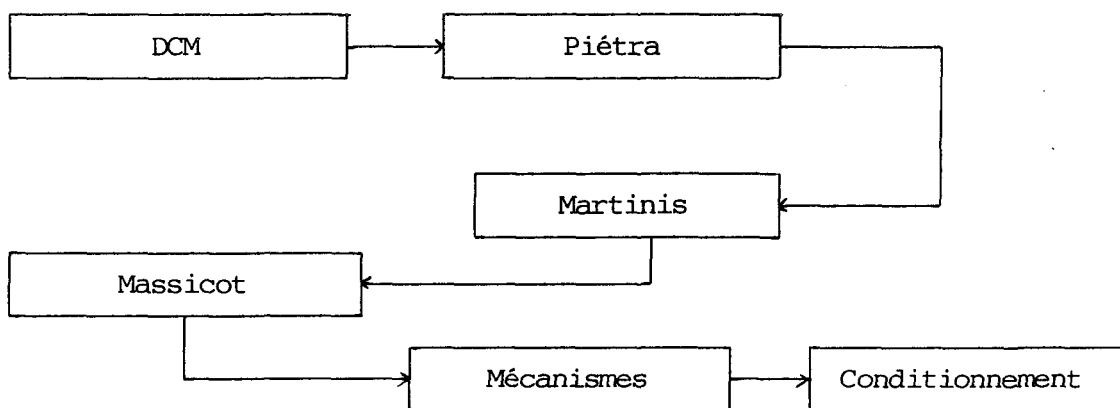 DCM
Piétra
Martinis
Massicot
Mécanismes
Conditionnement